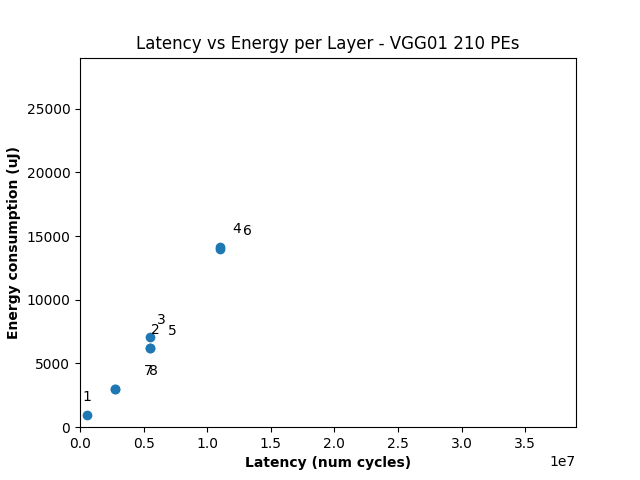 Latency vs Energy per Layer - VGG01 210 PEs
Energy consumption (uJ)
25000
20000
15000
10000
5000
0
4 6
3
2 5
7 8
1
0.0 0.5 1.0 1.5 2.0 2.5 3.0 3.5
1e7
Latency (num cycles)